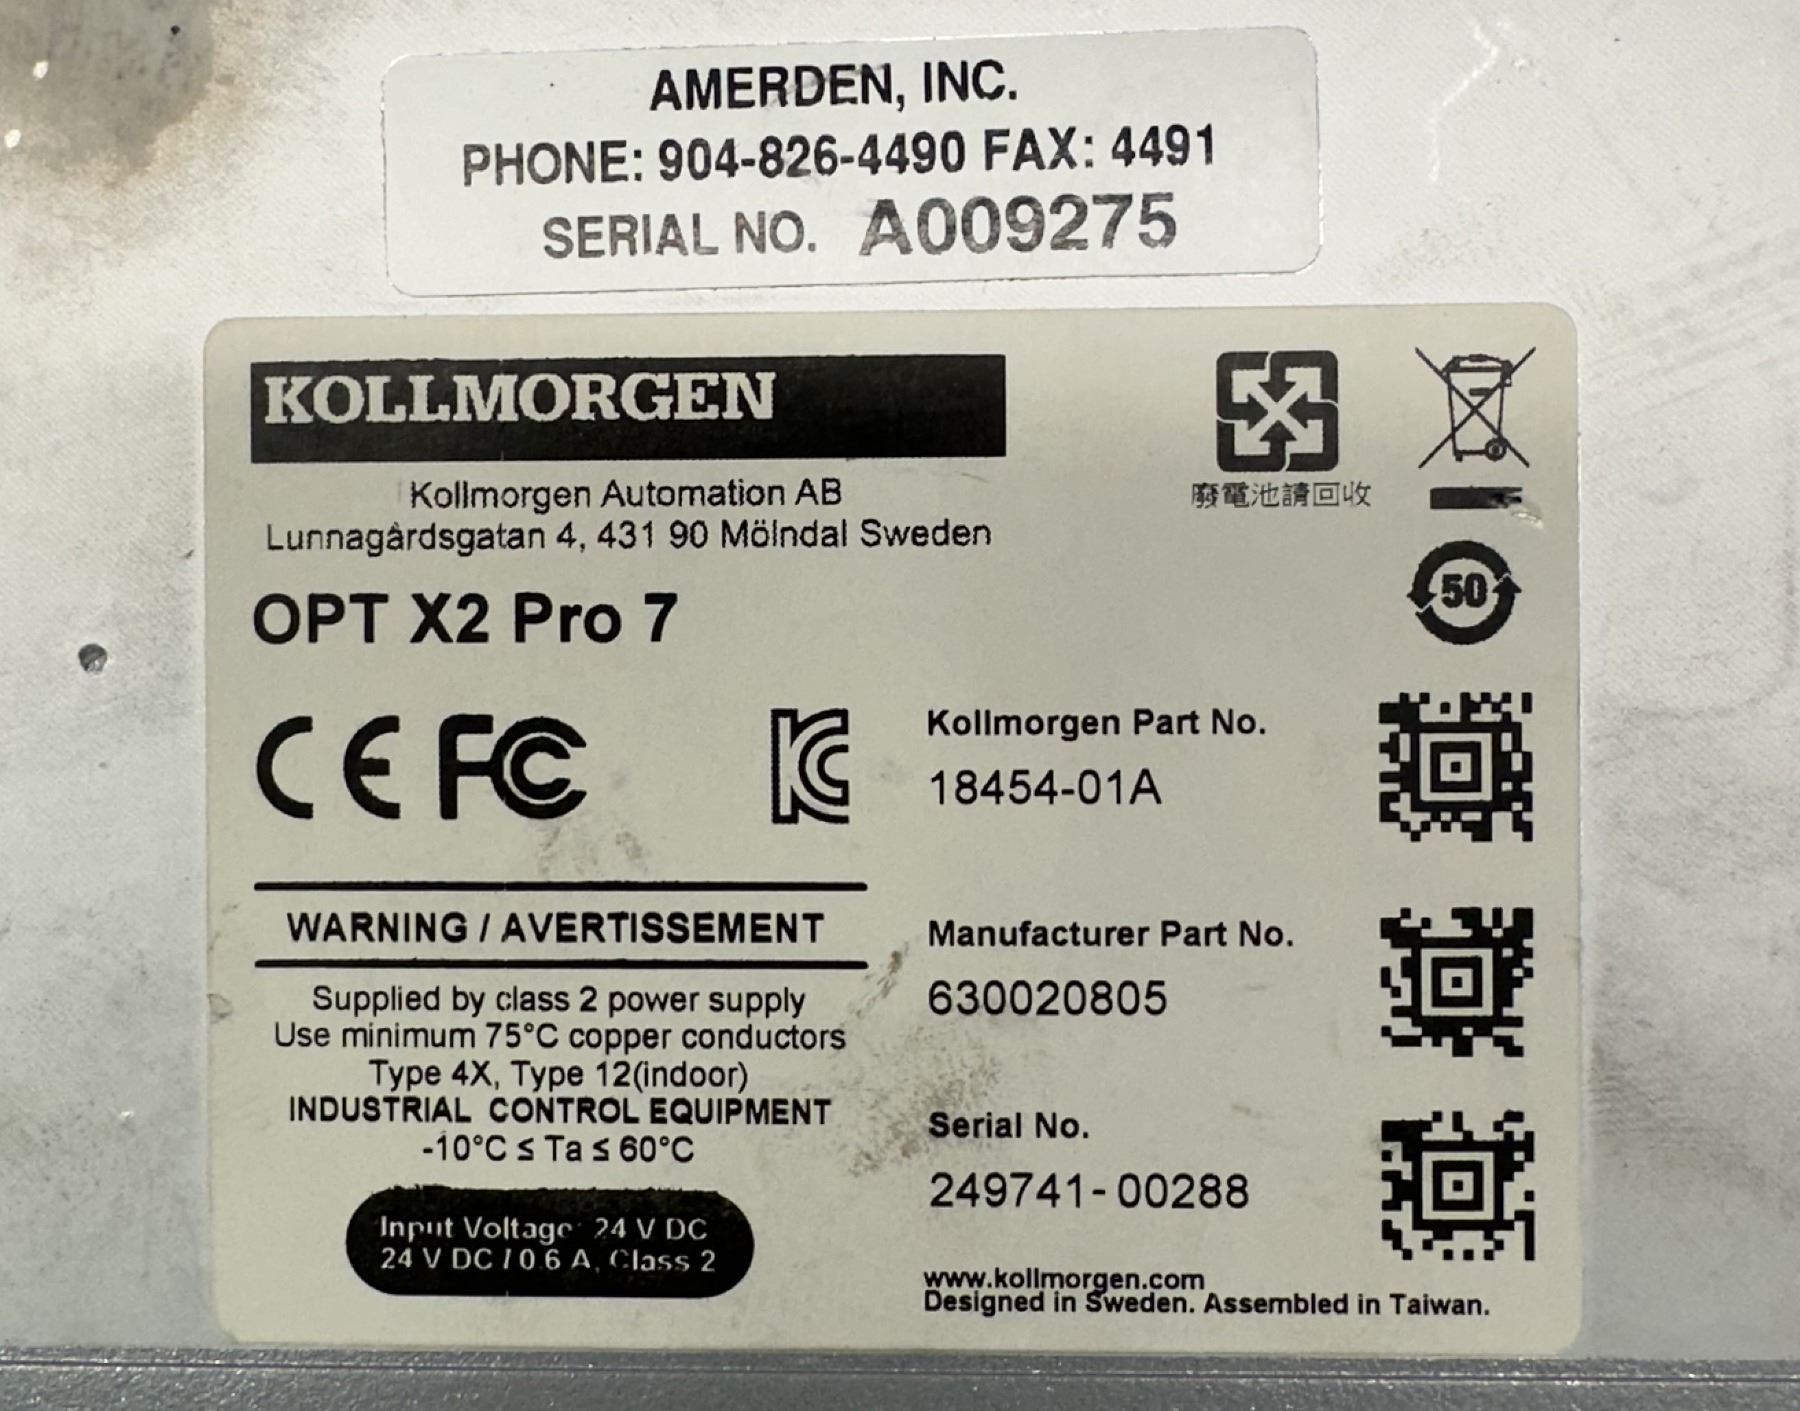 AMERDEN, INC.
PHONE: 904-826-4490 FAX: 4491
SERIAL NO. A009275
KOLLMORGEN
Kollmorgen Automation AB
Lunnagårdsgatan 4, 431 90 Mölndal Sweden
廢電池請回收
50
OPT X2 Pro 7
CE FC KC
WARNING / AVERTISSEMENT
Supplied by class 2 power supply
Use minimum 75°C copper conductors
Type 4X, Type 12(indoor)
INDUSTRIAL CONTROL EQUIPMENT
-10°C ≤ Ta ≤ 60°C
Input Voltage: 24 V DC
24 V DC / 0.6 A, Class 2
Kollmorgen Part No.
18454-01A
Manufacturer Part No.
630020805
Serial No.
249741-00288
www.kollmorgen.com
Designed in Sweden. Assembled in Taiwan.